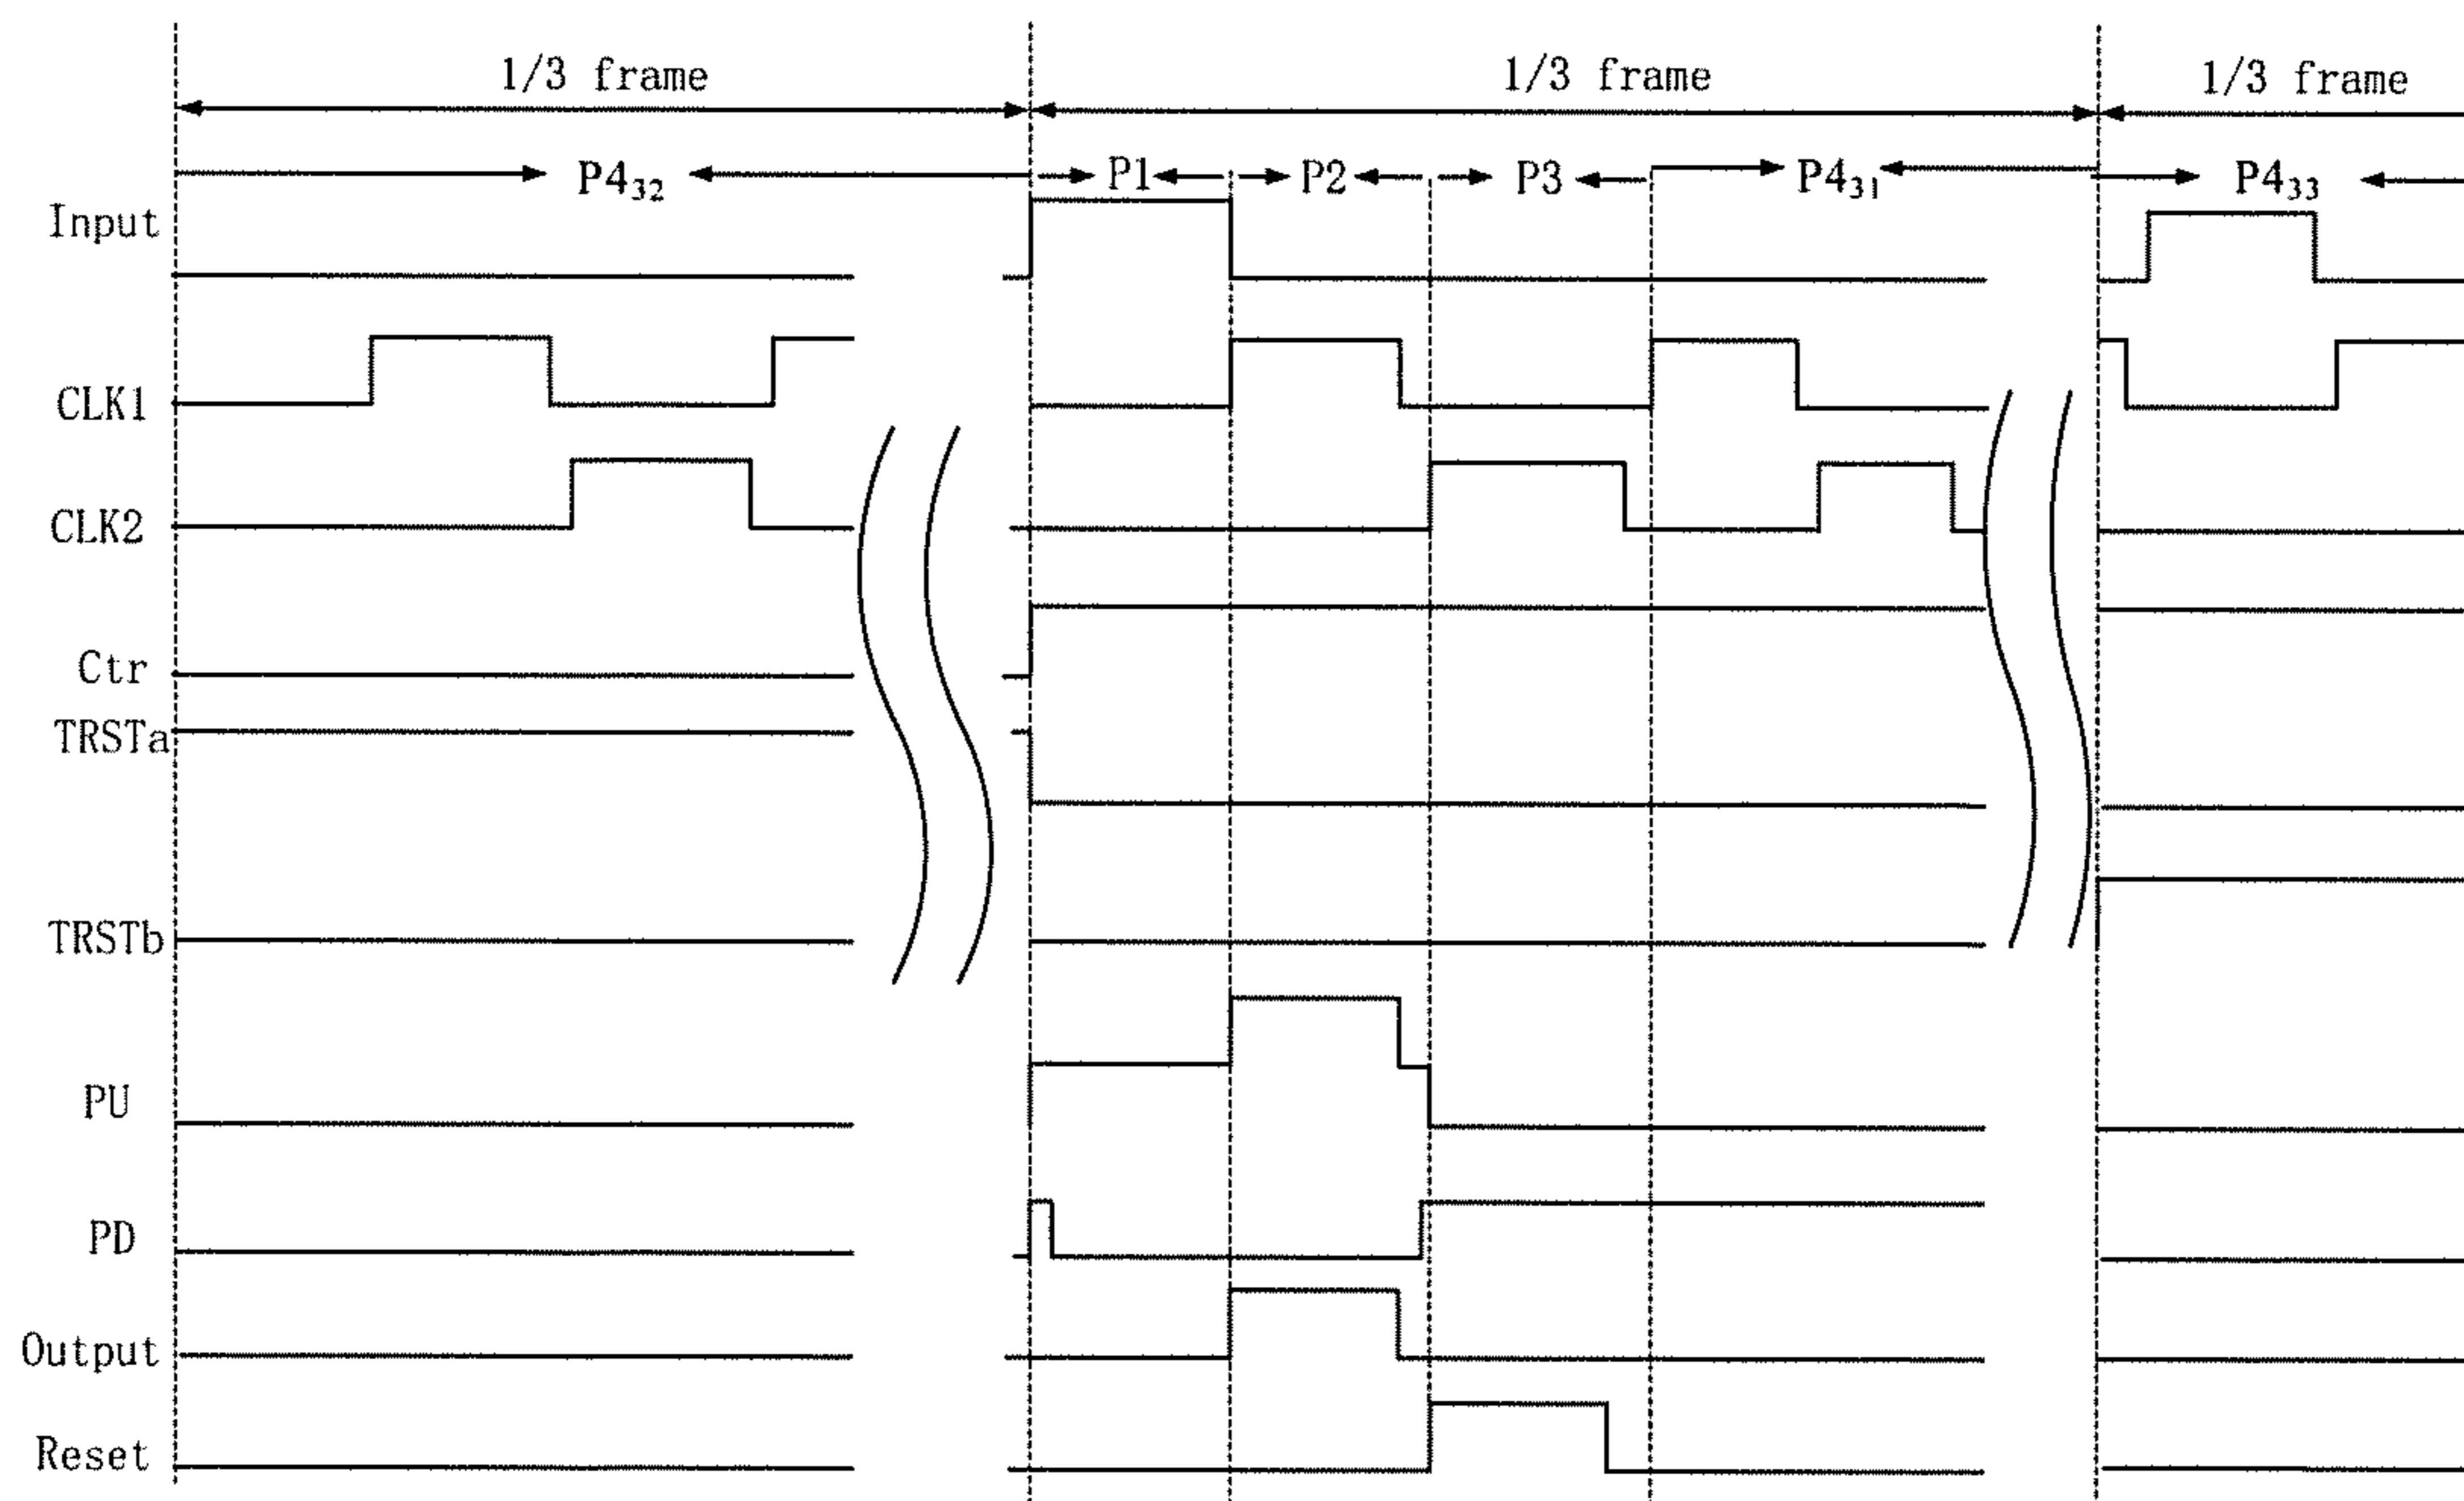 1/3 frame 1/3 frame 1/3 frame
P4₃₂ P1 P2 P3 P4₃₁ P4₃₃
Input
CLK1
CLK2
Ctr
TRSTa
TRSTb
PU
PD
Output
Reset